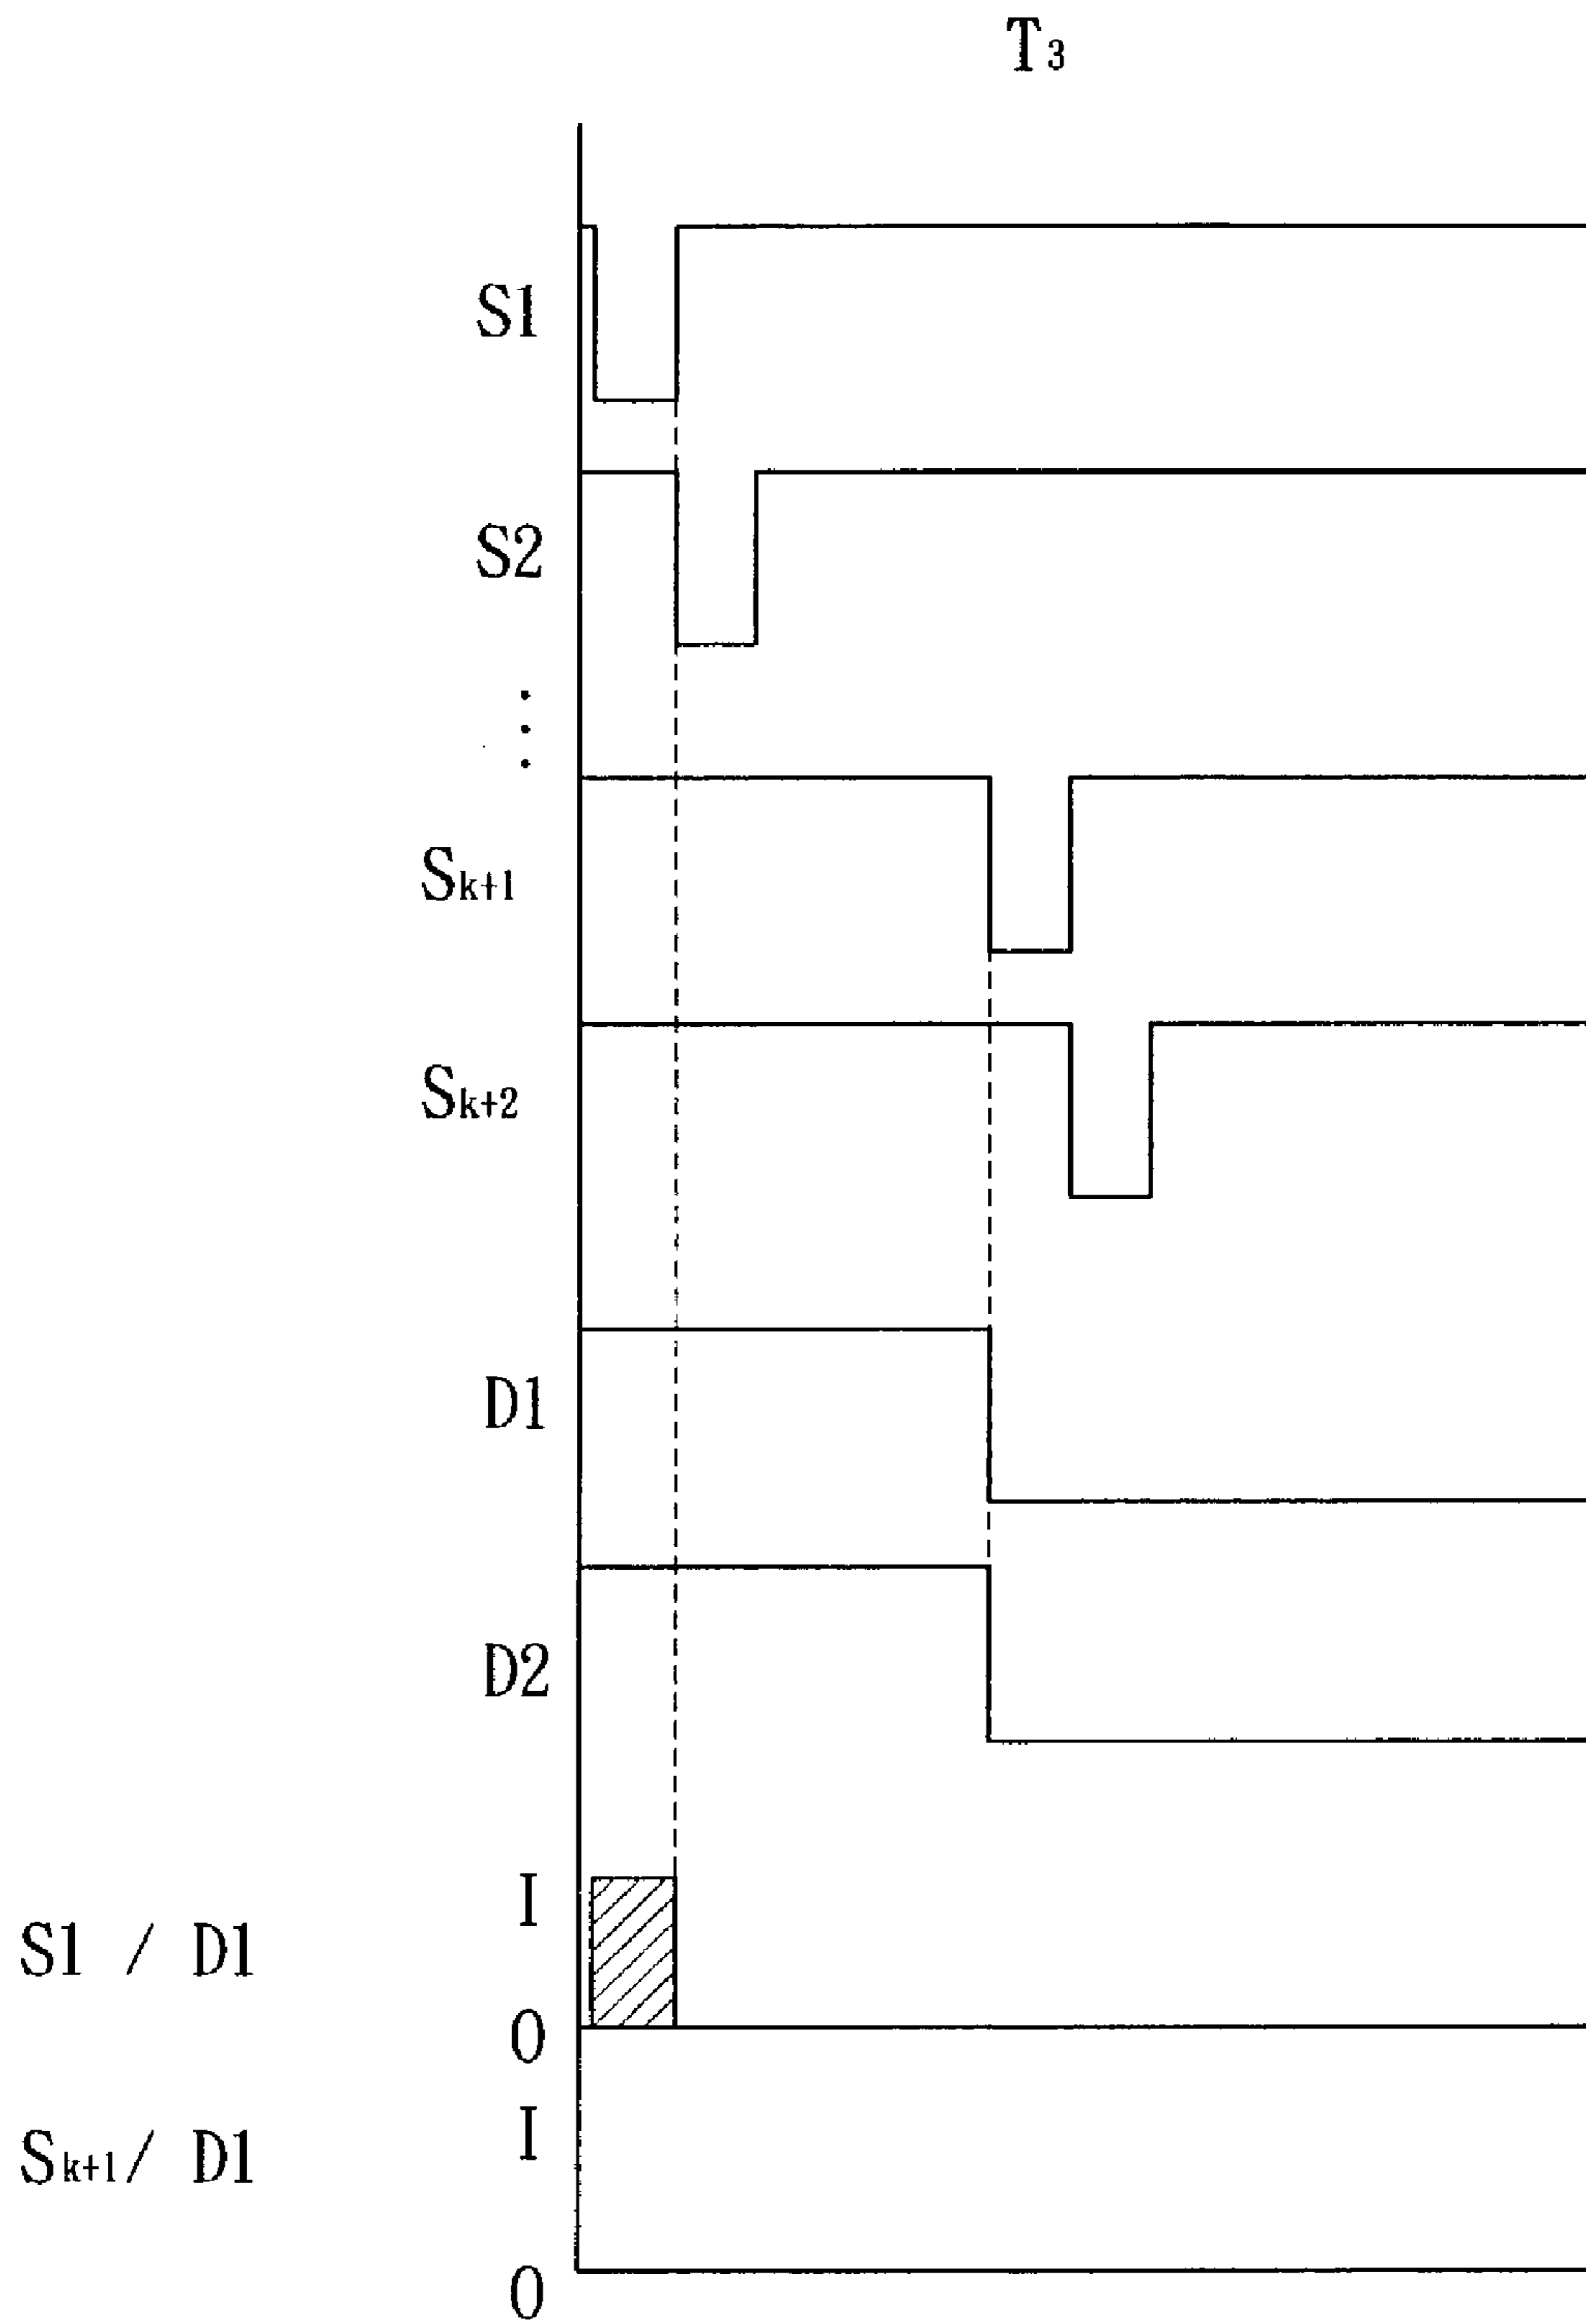 T₃
S1
S2
⋮
Sₖ₊₁
Sₖ₊₂
D1
D2
I
S1 / D1
0
I
Sₖ₊₁ / D1
0